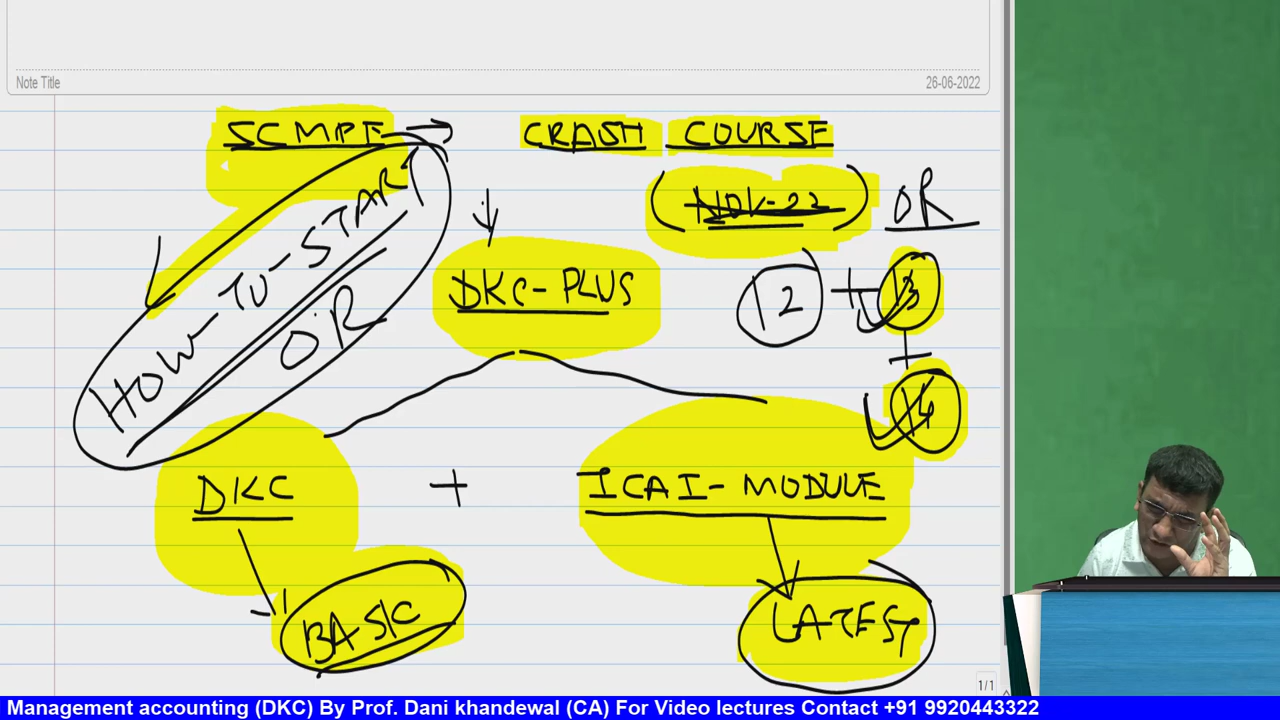 Note Title
26-06-2022
SCMPE → CRASH COURSE
(NOV-22) OR
HOW-TO-START
OR
DKC-PLUS
12 + 13
+
14
DKC + ICAI-MODULE
BASIC
LATEST
1/1
Management accounting (DKC) By Prof. Dani khandewal (CA) For Video lectures Contact +91 9920443322